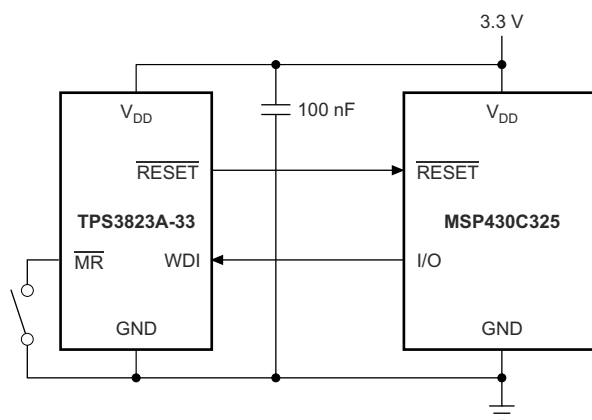 3.3 V
VDD
100 nF
VDD
RESET
RESET
TPS3823A-33
MSP430C325
MR
WDI
I/O
GND
GND